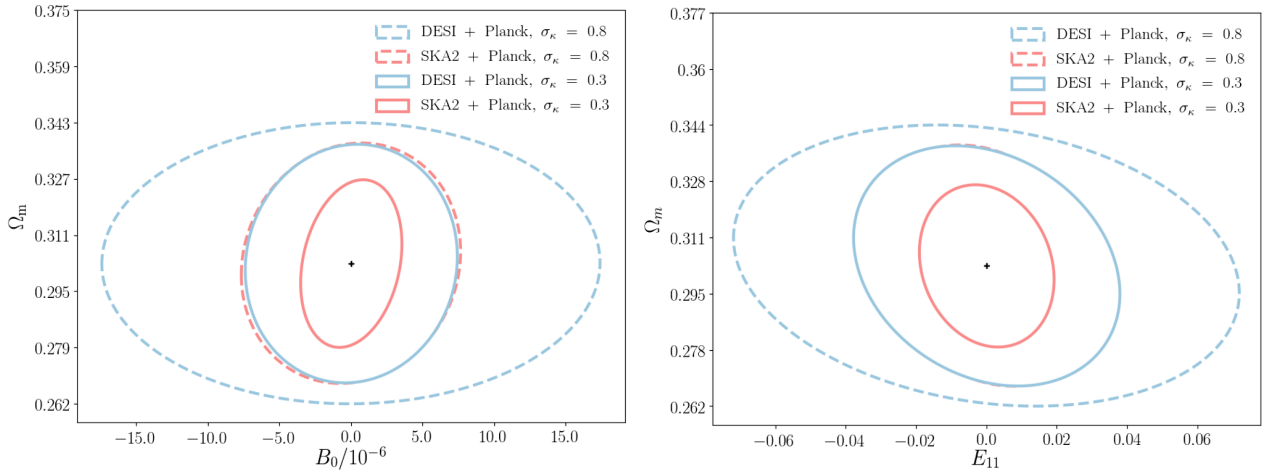 0.375
0.359
0.343
0.327
0.311
0.295
0.279
0.262
Ωm
−15.0 −10.0 −5.0 0.0 5.0 10.0 15.0
B₀/10⁻⁶
DESI + Planck, σκ = 0.8
SKA2 + Planck, σκ = 0.8
DESI + Planck, σκ = 0.3
SKA2 + Planck, σκ = 0.3
0.377
0.36
0.344
0.328
0.311
0.295
0.278
0.262
Ωm
−0.06 −0.04 −0.02 0.00 0.02 0.04 0.06
E₁₁
DESI + Planck, σκ = 0.8
SKA2 + Planck, σκ = 0.8
DESI + Planck, σκ = 0.3
SKA2 + Planck, σκ = 0.3